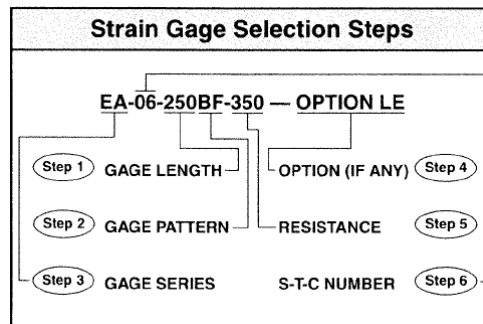 Strain Gage Selection Steps
EA-06-250BF-350 — OPTION LE
Step 1 GAGE LENGTH OPTION (IF ANY) Step 4
Step 2 GAGE PATTERN RESISTANCE Step 5
Step 3 GAGE SERIES S-T-C NUMBER Step 6